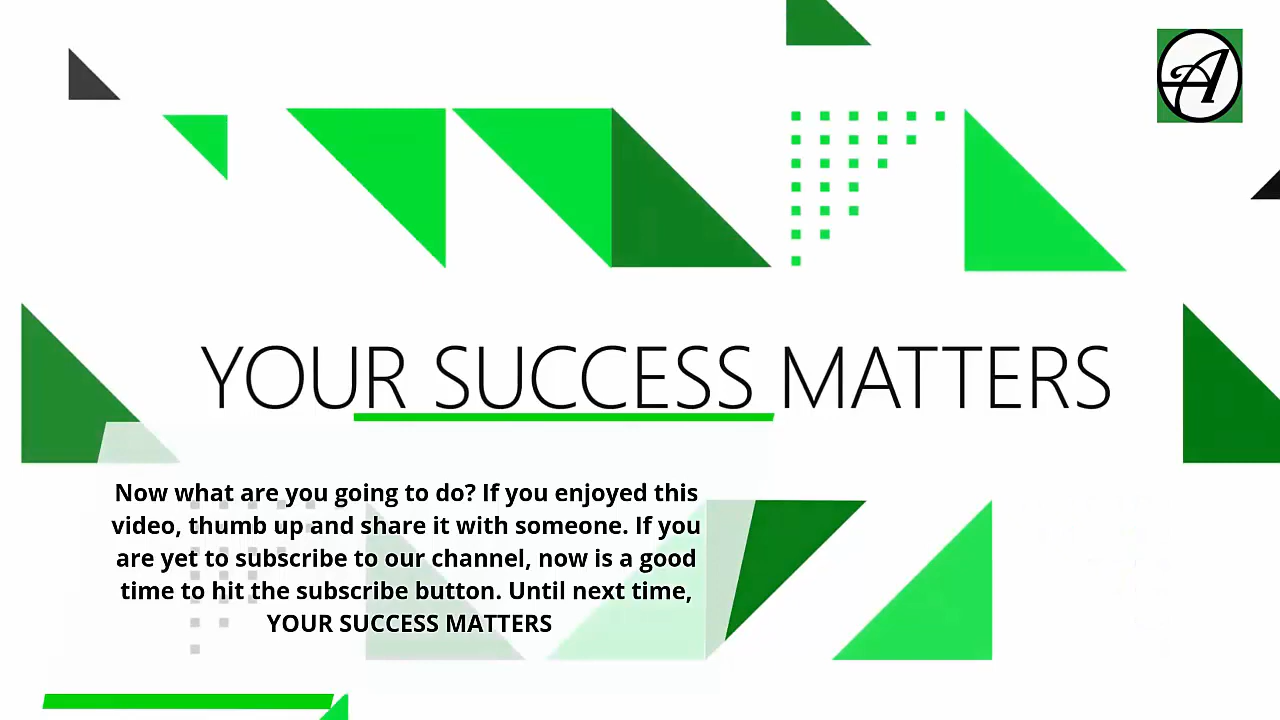 A
YOUR SUCCESS MATTERS
Now what are you going to do? If you enjoyed this
video, thumb up and share it with someone. If you
are yet to subscribe to our channel, now is a good
time to hit the subscribe button. Until next time,
YOUR SUCCESS MATTERS